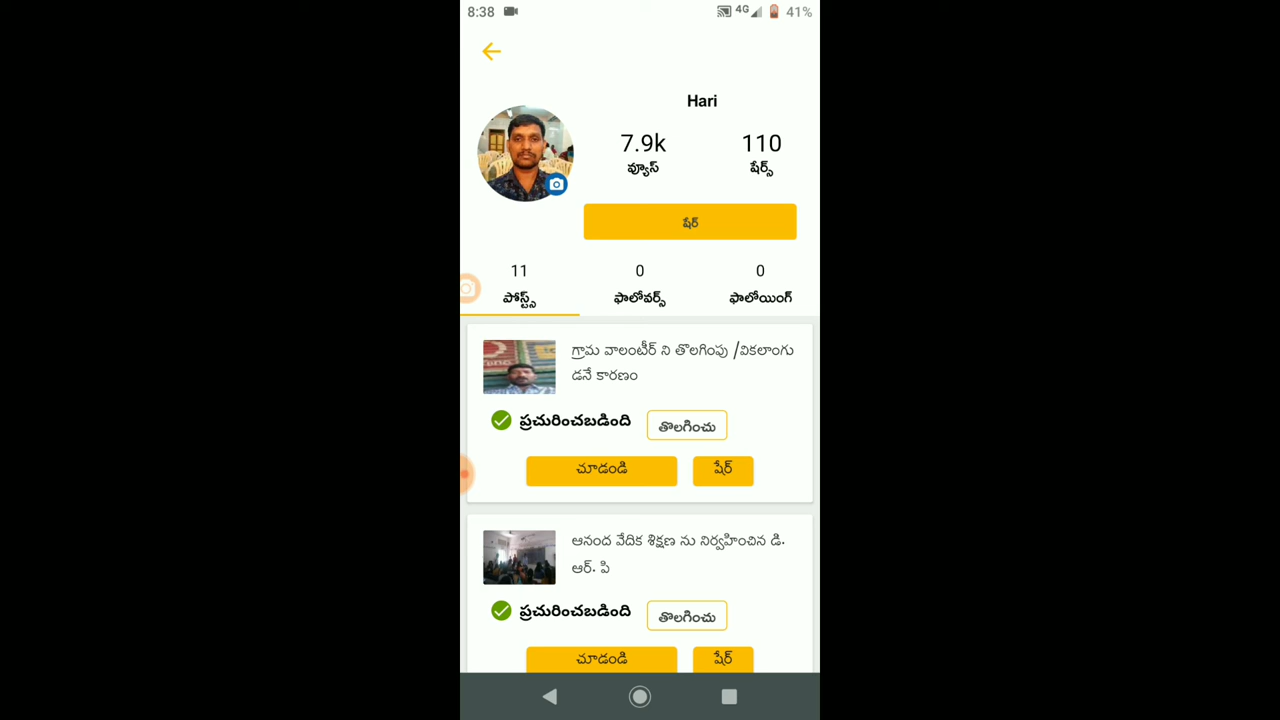 8:38 4G 41%
Hari
7.9k 110
వ్యూస్ షేర్స్
షేర్
11 0 0
పోస్ట్స్ ఫాలోవర్స్ ఫాలోయింగ్
గ్రామ వాలంటీర్ ని తొలగింపు /వికలాంగు
డనే కారణం
ప్రచురించబడింది తొలగించు
చూడండి షేర్
ఆనంద వేదిక శిక్షణ ను నిర్వహించిన డి.
ఆర్. పి
ప్రచురించబడింది తొలగించు
చూడండి షేర్